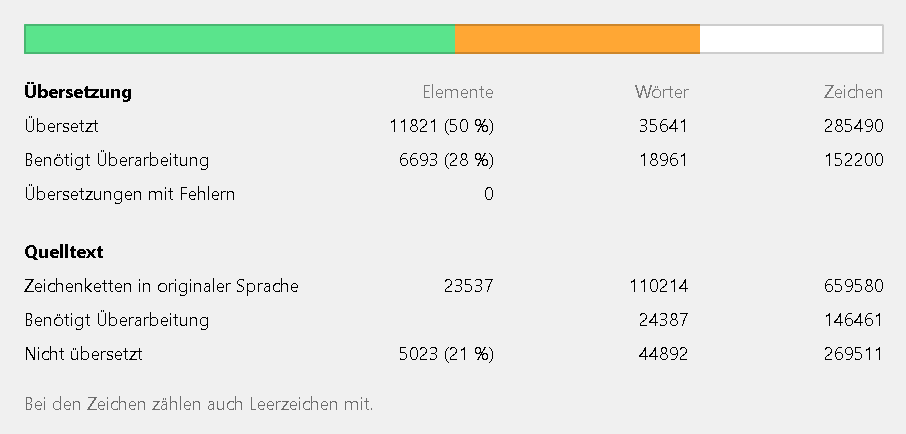 Übersetzung Elemente Wörter Zeichen
Übersetzt 11821 (50 %) 35641 285490
Benötigt Überarbeitung 6693 (28 %) 18961 152200
Übersetzungen mit Fehlern 0
Quelltext
Zeichenketten in originaler Sprache 23537 110214 659580
Benötigt Überarbeitung 24387 146461
Nicht übersetzt 5023 (21 %) 44892 269511
Bei den Zeichen zählen auch Leerzeichen mit.